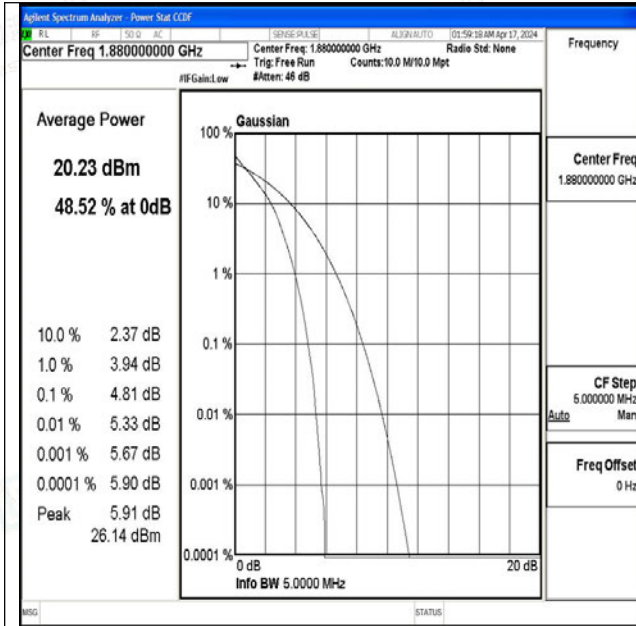 Agilent Spectrum Analyzer - Power Stat CCDF
RL RF 50 Ω AC SENSE:PULSE ALIGNAUTO 01:59:18 AM Apr 17, 2024
Center Freq 1.880000000 GHz
Center Freq: 1.880000000 GHz Radio Std: None
Trig: Free Run Counts:10.0 M/10.0 Mpt
#IFGain:Low #Atten: 46 dB
Frequency
Average Power
20.23 dBm
48.52 % at 0dB
10.0 % 2.37 dB
1.0 % 3.94 dB
0.1 % 4.81 dB
0.01 % 5.33 dB
0.001 % 5.67 dB
0.0001 % 5.90 dB
Peak 5.91 dB
26.14 dBm
Gaussian
100 %
10 %
1 %
0.1 %
0.01 %
0.001 %
0.0001 %
0 dB 20 dB
Info BW 5.0000 MHz
Center Freq
1.880000000 GHz
CF Step
5.000000 MHz
Auto Man
Freq Offset
0 Hz
MSG STATUS